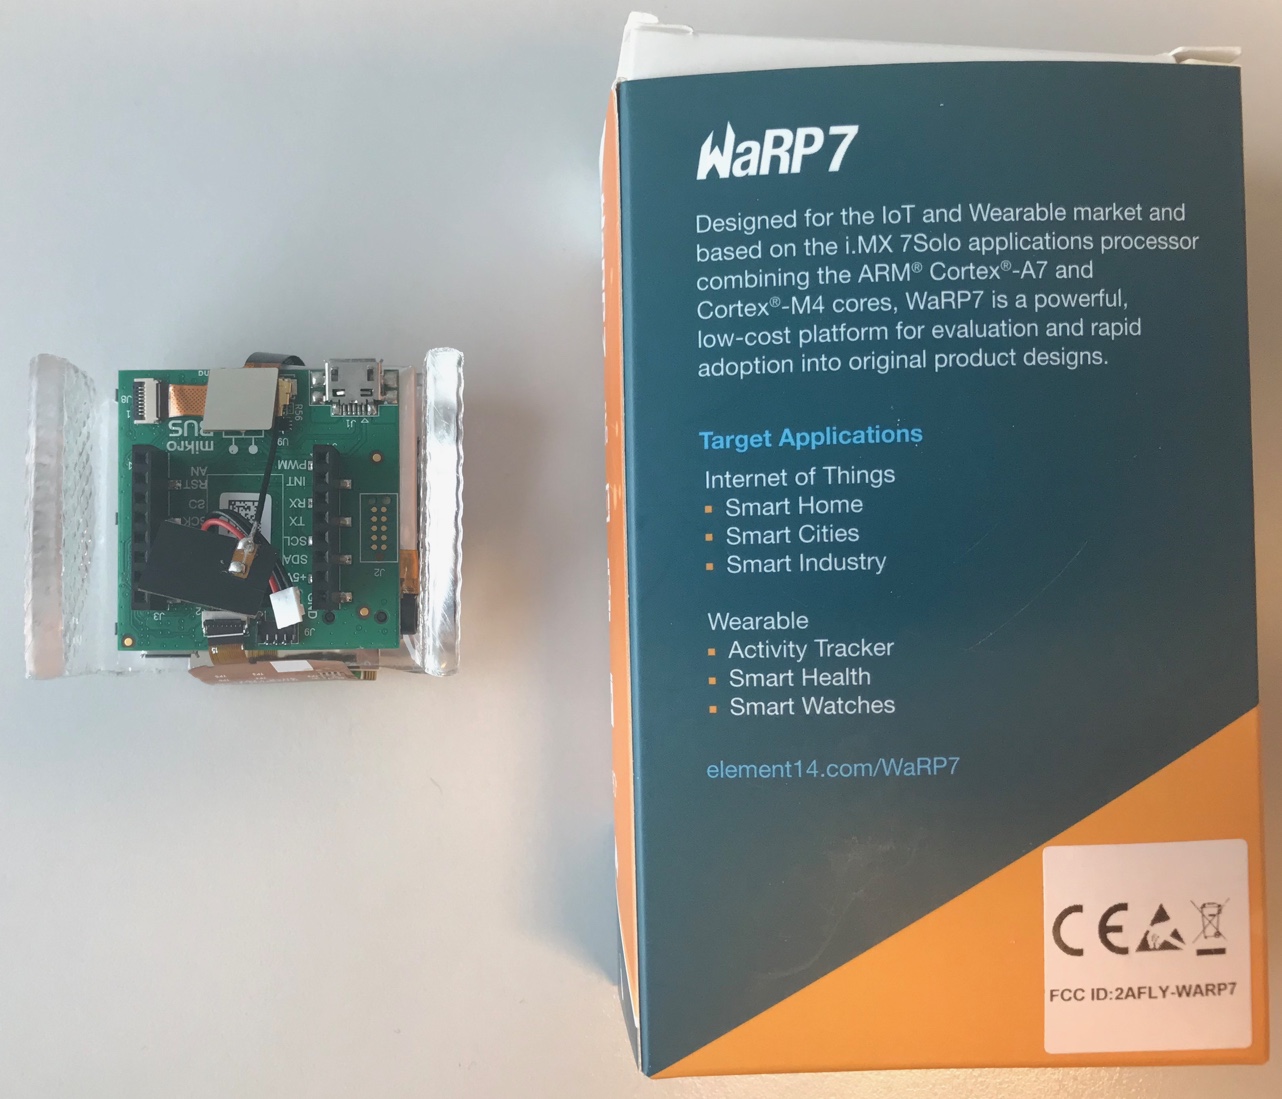 WaRP7
Designed for the IoT and Wearable market and
based on the i.MX 7Solo applications processor
combining the ARM® Cortex®-A7 and
Cortex®-M4 cores, WaRP7 is a powerful,
low-cost platform for evaluation and rapid
adoption into original product designs.
Target Applications
Internet of Things
Smart Home
Smart Cities
Smart Industry
Wearable
Activity Tracker
Smart Health
Smart Watches
element14.com/WaRP7
CE
FCC ID:2AFLY-WARP7
J8
1
mikro
BUS
R56
U9
J1
PWM
INT
RX
TX
SCL
SDA
+5V
AN
RST
J2
J3
J9